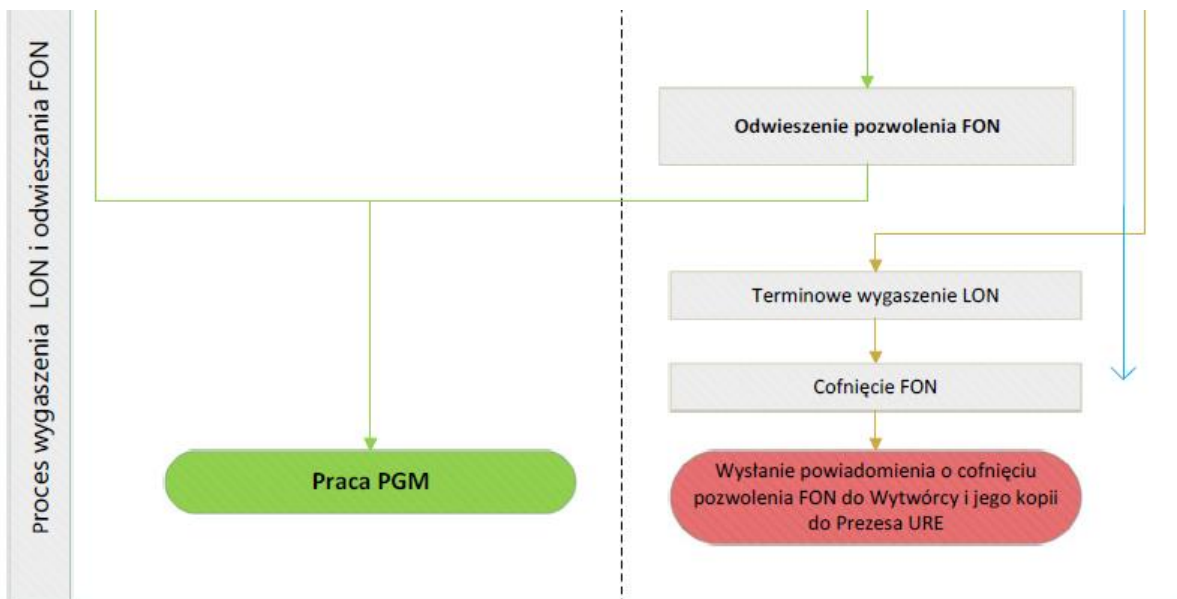 Proces wygaszenia LON i odwieszania FON
Odwieszenie pozwolenia FON
Terminowe wygaszenie LON
Cofnięcie FON
Praca PGM
Wysłanie powiadomienia o cofnięciu
pozwolenia FON do Wytwórcy i jego kopii
do Prezesa URE